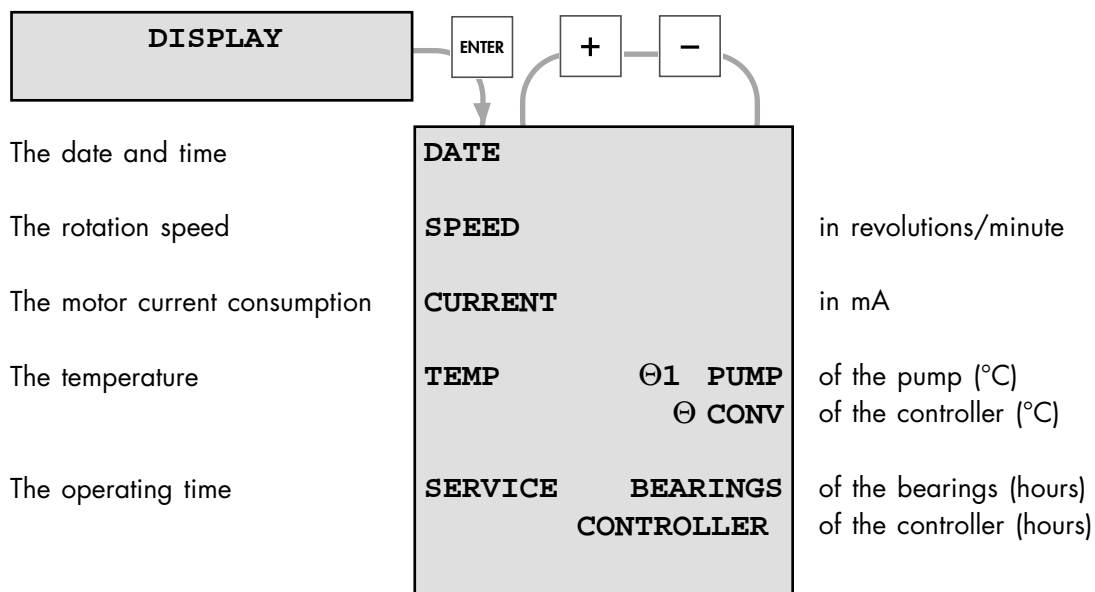 DISPLAY
ENTER
+ −
The date and time DATE
The rotation speed SPEED in revolutions/minute
The motor current consumption CURRENT in mA
The temperature TEMP Θ1 PUMP of the pump (°C)
Θ CONV of the controller (°C)
The operating time SERVICE BEARINGS of the bearings (hours)
CONTROLLER of the controller (hours)